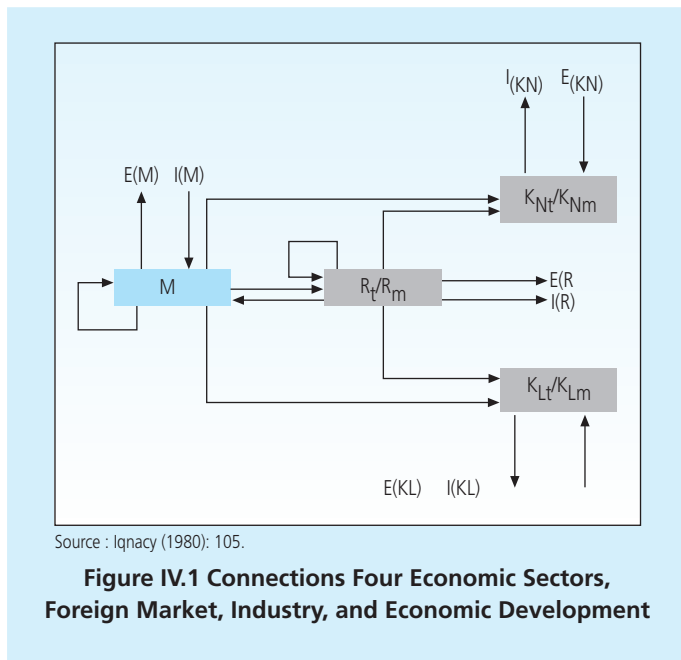 I(KN) E(KN)
E(M) I(M)
KNt/KNm
M
Rt/Rm
E(R
I(R)
KLt/KLm
E(KL) I(KL)
Source : Iqnacy (1980): 105.
Figure IV.1 Connections Four Economic Sectors,
Foreign Market, Industry, and Economic Development